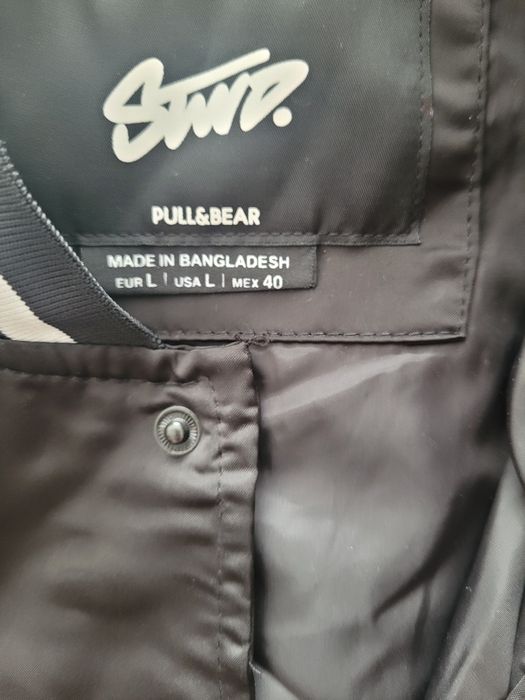 STWD.
PULL&BEAR
MADE IN BANGLADESH
EUR L | USA L | MEX 40